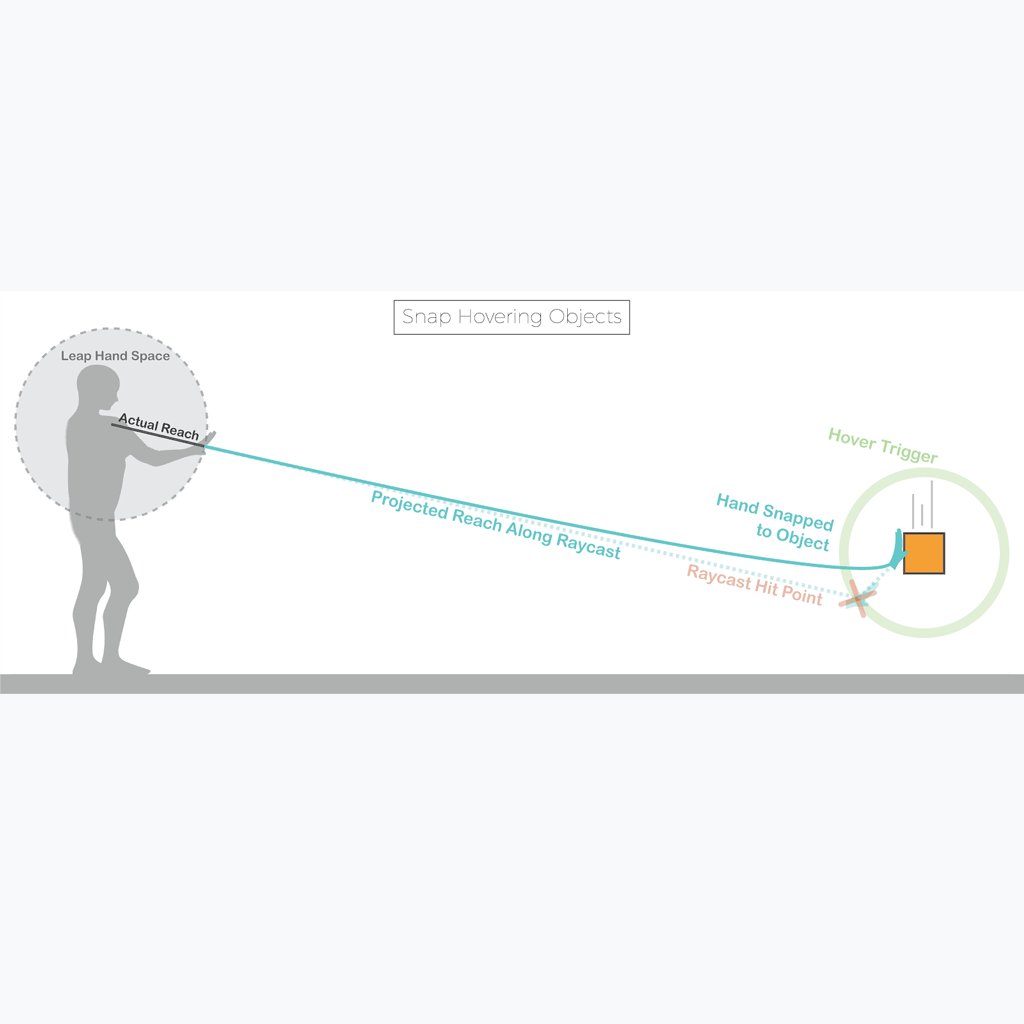 Snap Hovering Objects
Leap Hand Space
Actual Reach
Projected Reach Along Raycast
Hover Trigger
Hand Snapped
to Object
Raycast Hit Point